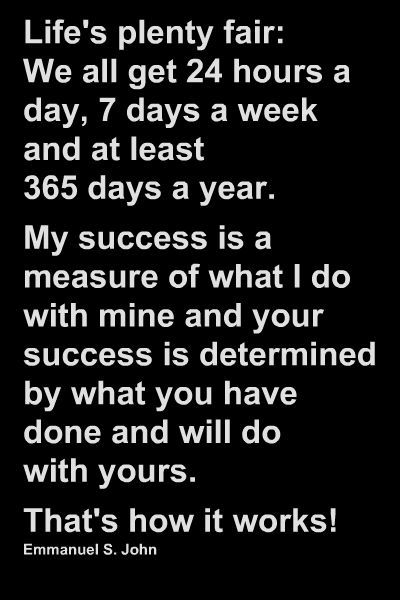 Life's plenty fair:
We all get 24 hours a
day, 7 days a week
and at least
365 days a year.
My success is a
measure of what I do
with mine and your
success is determined
by what you have
done and will do
with yours.
That's how it works!
Emmanuel S. John